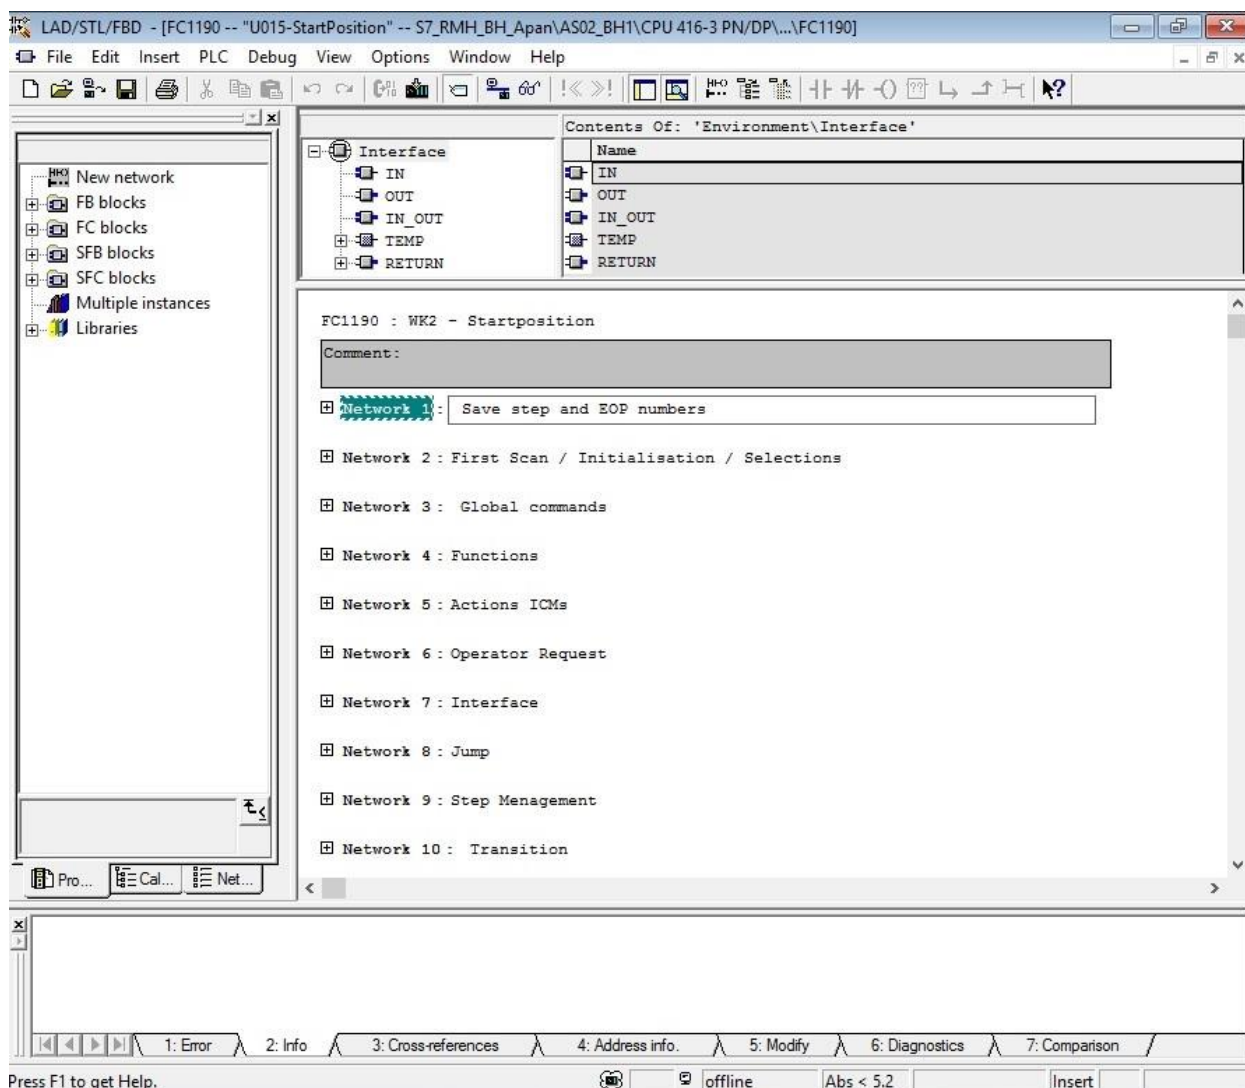 LAD/STL/FBD - [FC1190 -- "U015-StartPosition" -- S7_RMH_BH_Apan\AS02_BH1\CPU 416-3 PN/DP\...\FC1190]
File Edit Insert PLC Debug View Options Window Help
New network
FB blocks
FC blocks
SFB blocks
SFC blocks
Multiple instances
Libraries
Pro... Cal... Net...
Interface
IN
OUT
IN_OUT
TEMP
RETURN
Contents Of: 'Environment\Interface'
Name
IN
OUT
IN_OUT
TEMP
RETURN
FC1190 : WK2 - Startposition
Comment:
Network 1: Save step and EOP numbers
Network 2 : First Scan / Initialisation / Selections
Network 3 : Global commands
Network 4 : Functions
Network 5 : Actions ICMs
Network 6 : Operator Request
Network 7 : Interface
Network 8 : Jump
Network 9 : Step Menagement
Network 10 : Transition
1: Error 2: Info 3: Cross-references 4: Address info. 5: Modify 6: Diagnostics 7: Comparison
Press F1 to get Help. offline Abs < 5.2 Insert